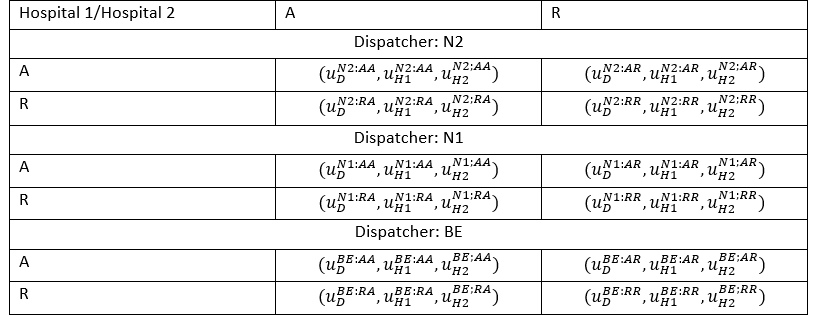 Hospital 1/Hospital 2 A R
Dispatcher: N2
A $(u_D^{N2:AA}, u_{H1}^{N2:AA}, u_{H2}^{N2;AA})$ $(u_D^{N2:AR}, u_{H1}^{N2:AR}, u_{H2}^{N2;AR})$
R $(u_D^{N2:RA}, u_{H1}^{N2:RA}, u_{H2}^{N2;RA})$ $(u_D^{N2:RR}, u_{H1}^{N2:RR}, u_{H2}^{N2;RR})$
Dispatcher: N1
A $(u_D^{N1:AA}, u_{H1}^{N1:AA}, u_{H2}^{N1;AA})$ $(u_D^{N1:AR}, u_{H1}^{N1:AR}, u_{H2}^{N1;AR})$
R $(u_D^{N1:RA}, u_{H1}^{N1:RA}, u_{H2}^{N1;RA})$ $(u_D^{N1:RR}, u_{H1}^{N1:RR}, u_{H2}^{N1;RR})$
Dispatcher: BE
A $(u_D^{BE:AA}, u_{H1}^{BE:AA}, u_{H2}^{BE;AA})$ $(u_D^{BE:AR}, u_{H1}^{BE:AR}, u_{H2}^{BE;AR})$
R $(u_D^{BE:RA}, u_{H1}^{BE:RA}, u_{H2}^{BE;RA})$ $(u_D^{BE:RR}, u_{H1}^{BE:RR}, u_{H2}^{BE;RR})$